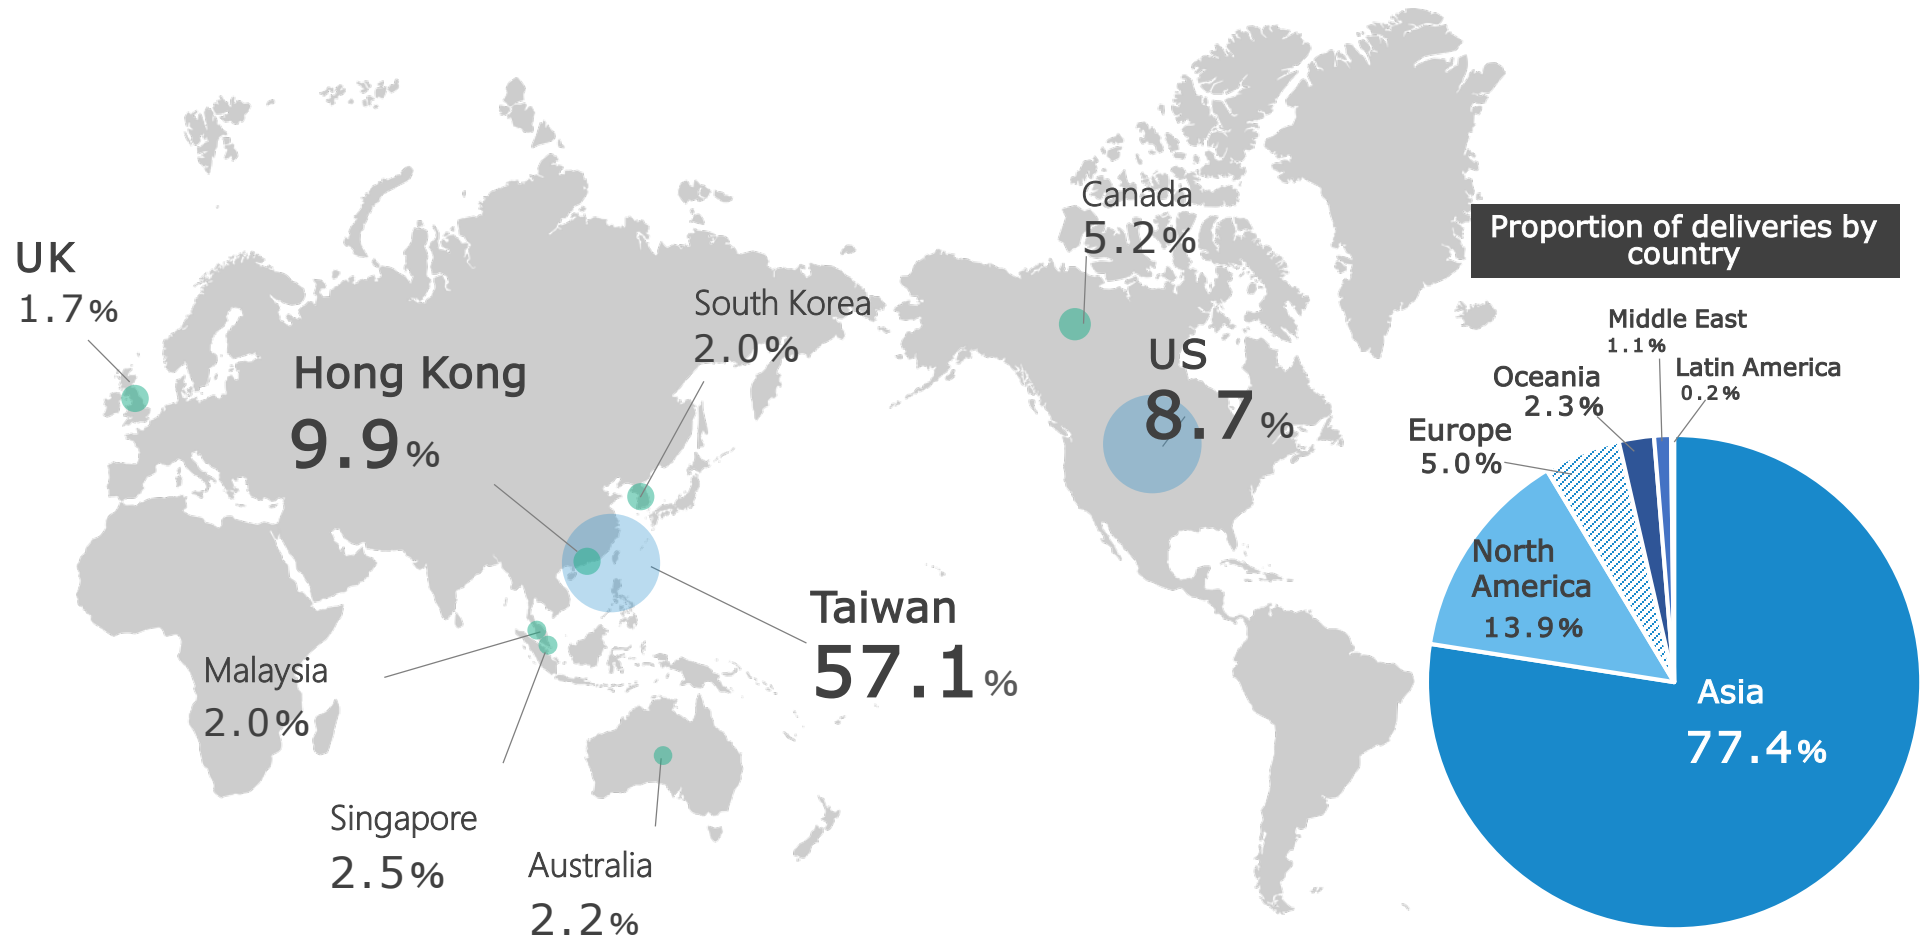 UK
1.7%
Hong Kong
9.9%
South Korea
2.0%
Canada
5.2%
US
8.7%
Taiwan
57.1%
Malaysia
2.0%
Singapore
2.5%
Australia
2.2%
Proportion of deliveries by
country
Middle East
1.1%
Latin America
0.2%
Oceania
2.3%
Europe
5.0%
North
America
13.9%
Asia
77.4%